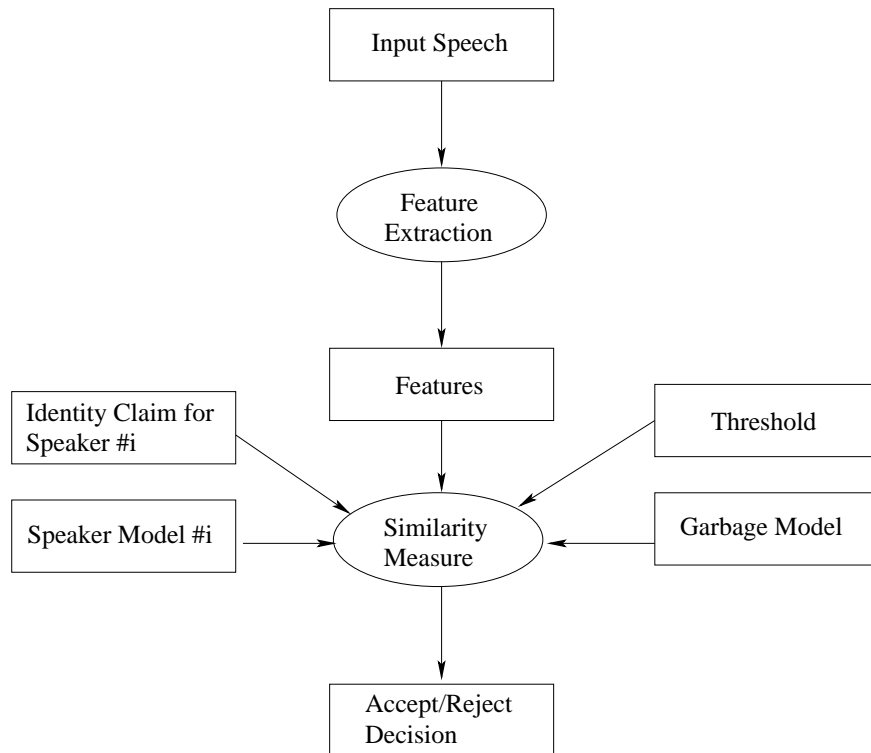 Input Speech
Feature
Extraction
Features
Identity Claim for
Speaker #i
Threshold
Speaker Model #i
Similarity
Measure
Garbage Model
Accept/Reject
Decision